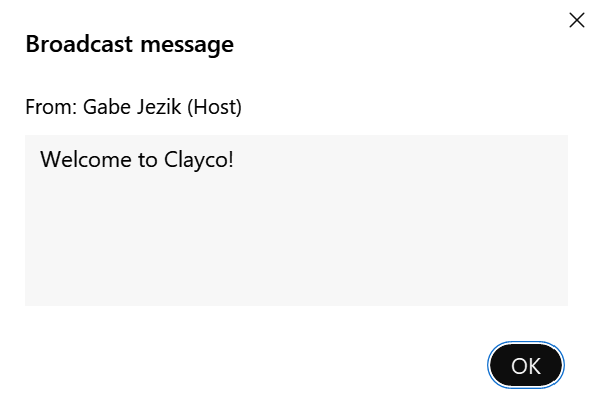 Broadcast message
From: Gabe Jezik (Host)
Welcome to Clayco!
OK